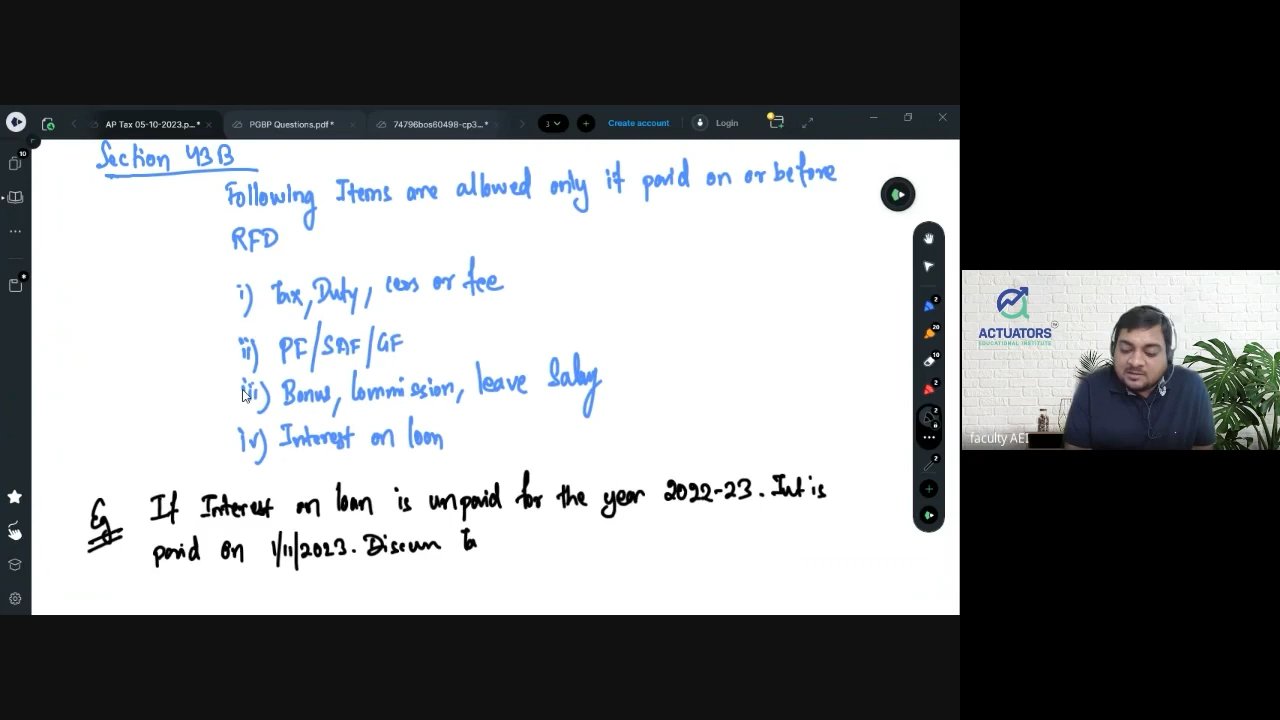 AP Tax 05-10-2023.p...*
PGBP Questions.pdf*
74796bos60498-cp3...*
3
Create account
Login
Section 43B
Following Items are allowed only if paid on or before
RFD
i) Tax, Duty, cess or fee
ii) PF/SAF/GF
iii) Bonus, Commission, leave Salary
iv) Interest on loan
Eg If Interest on loan is unpaid for the year 2022-23. Int is
paid on 1/11/2023. Discuss Ta
ACTUATORS
EDUCATIONAL INSTITUTE
faculty AEI